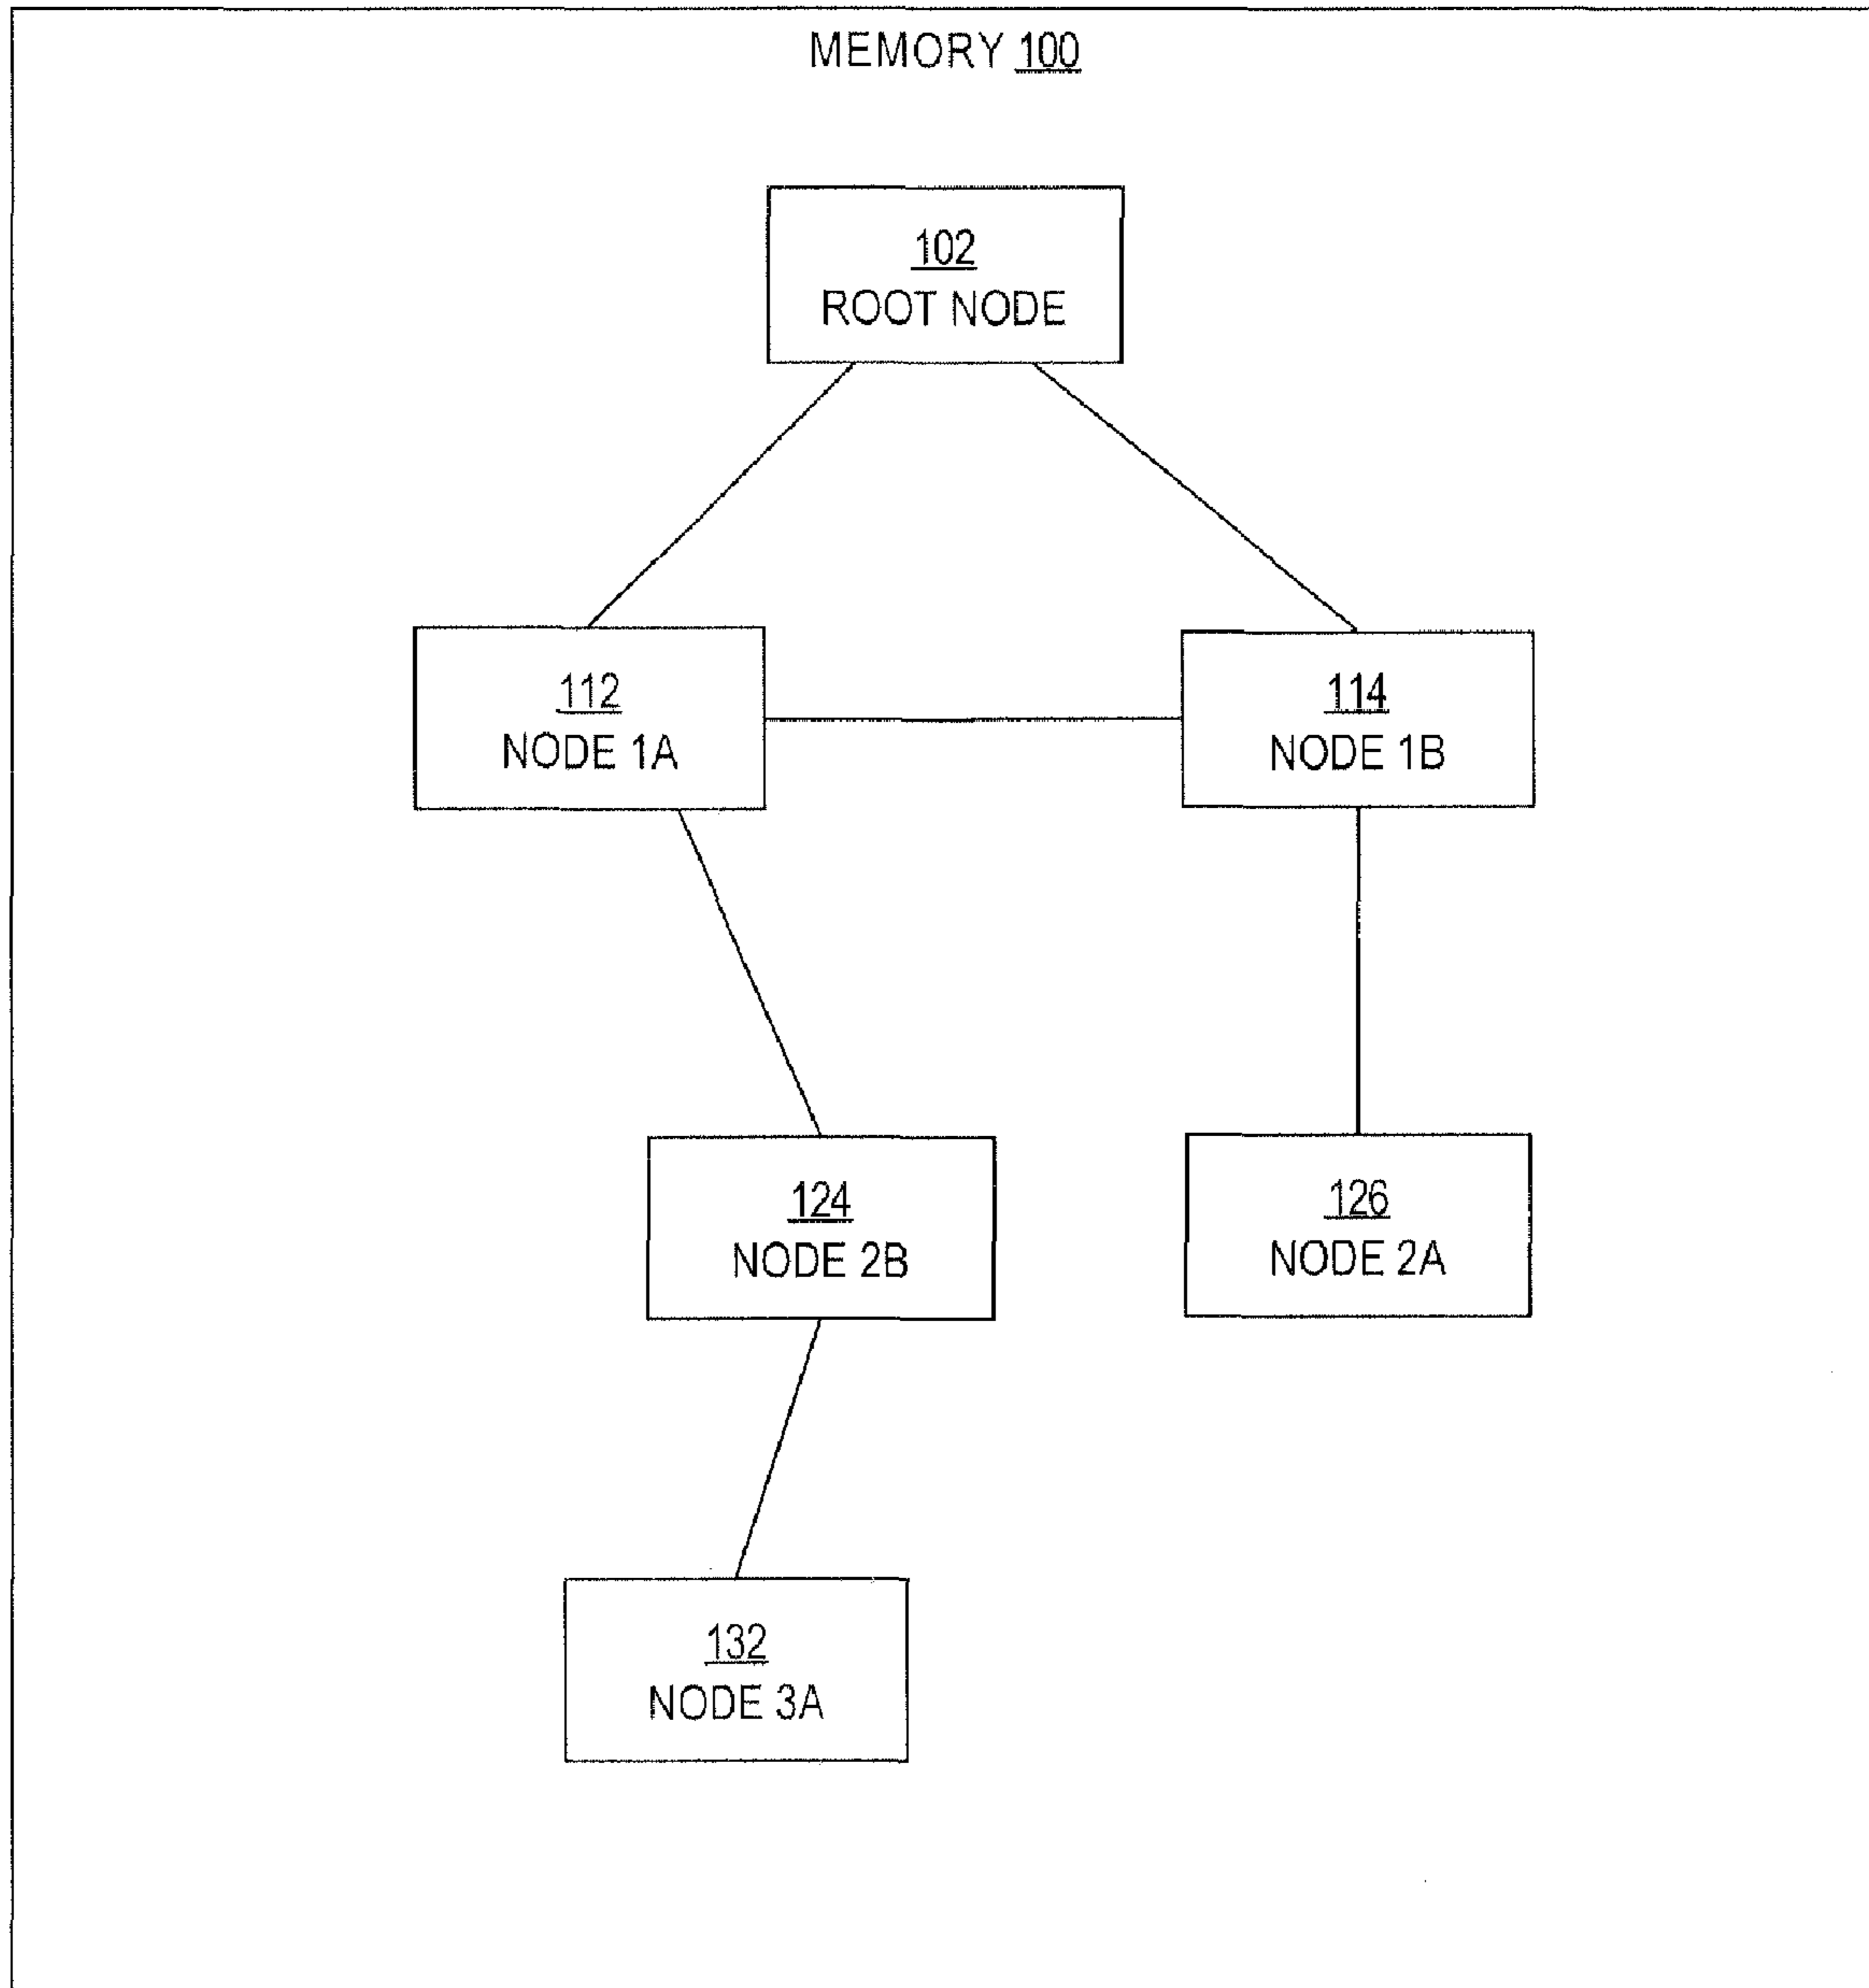 MEMORY 100
102
ROOT NODE
112
NODE 1A
114
NODE 1B
124
NODE 2B
126
NODE 2A
132
NODE 3A